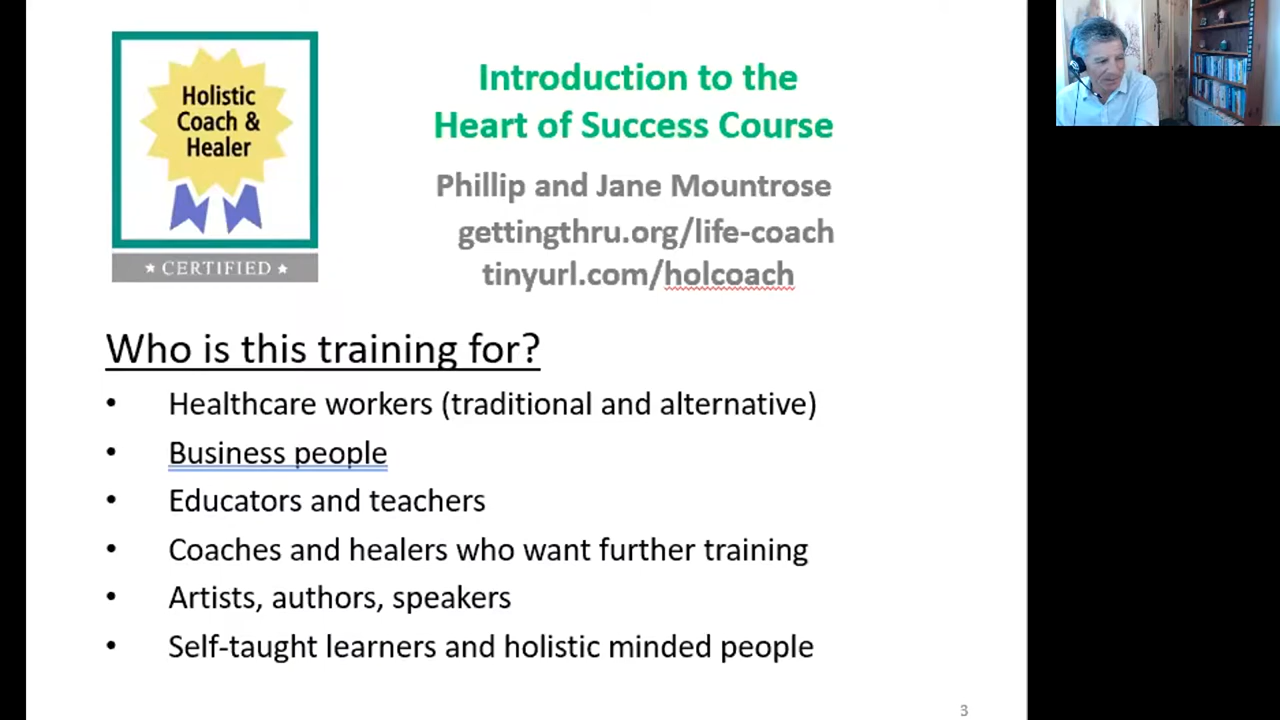 Holistic
Coach &
Healer
★ CERTIFIED ★
Introduction to the
Heart of Success Course
Phillip and Jane Mountrose
gettingthru.org/life-coach
tinyurl.com/holcoach
Who is this training for?
• Healthcare workers (traditional and alternative)
• Business people
• Educators and teachers
• Coaches and healers who want further training
• Artists, authors, speakers
• Self-taught learners and holistic minded people
3